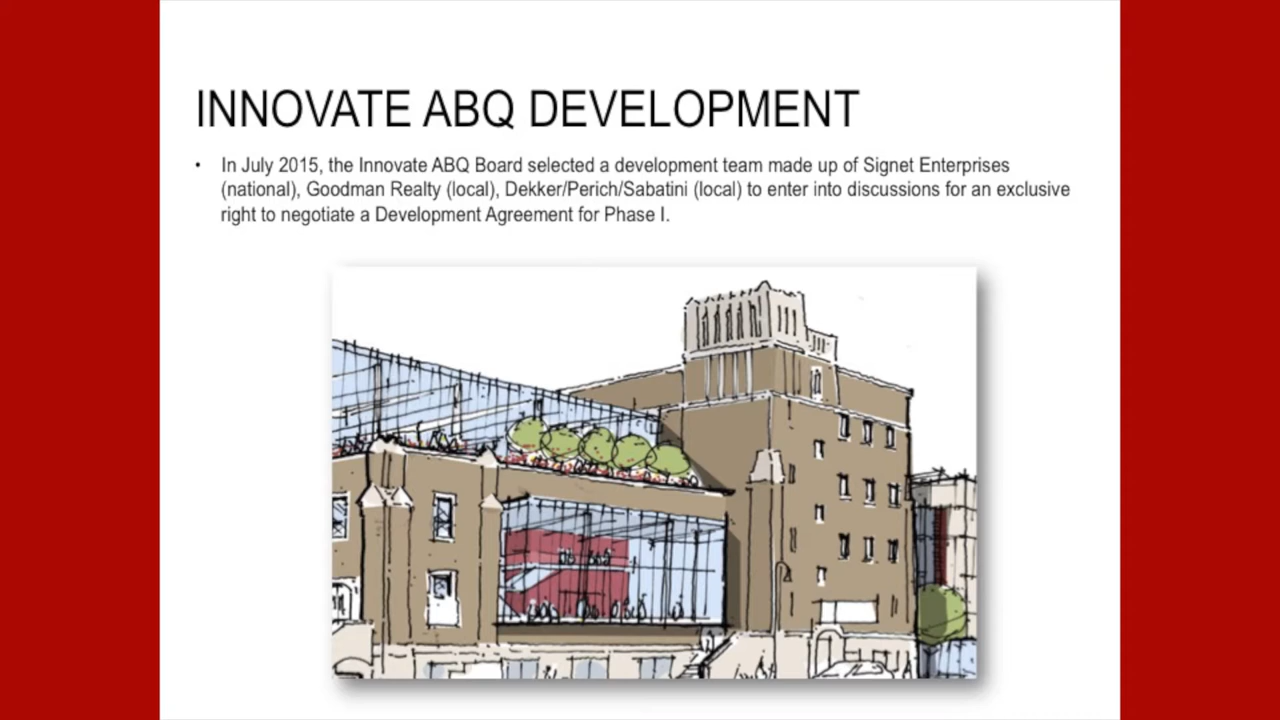 INNOVATE ABQ DEVELOPMENT
• In July 2015, the Innovate ABQ Board selected a development team made up of Signet Enterprises
(national), Goodman Realty (local), Dekker/Perich/Sabatini (local) to enter into discussions for an exclusive
right to negotiate a Development Agreement for Phase I.